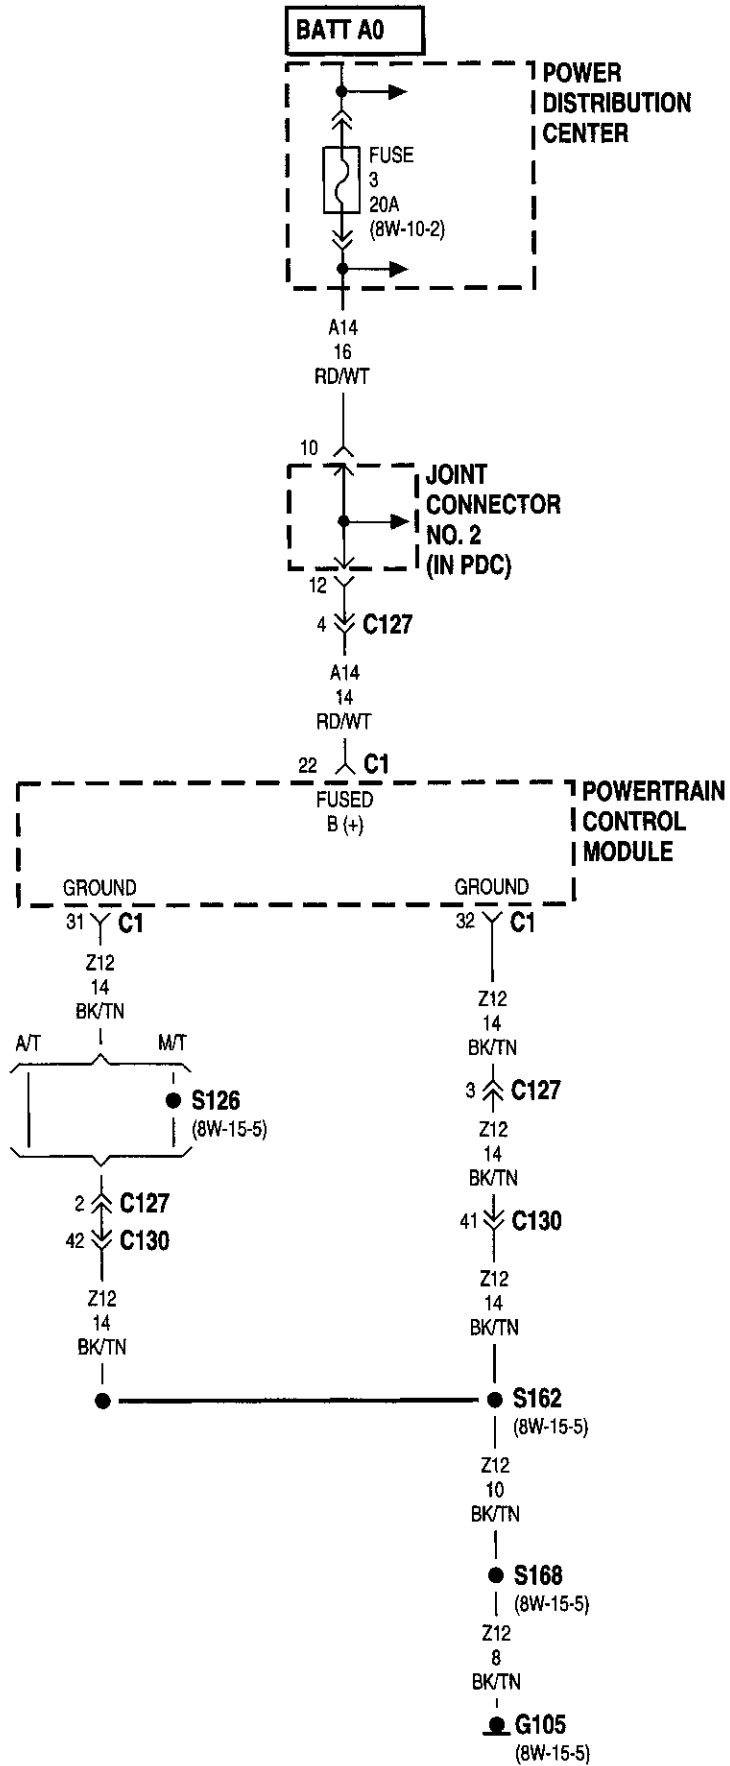 BATT A0
POWER
DISTRIBUTION
CENTER
FUSE
3
20A
(8W-10-2)
A14
16
RD/WT
10
JOINT
CONNECTOR
NO. 2
(IN PDC)
12
4 C127
A14
14
RD/WT
22 C1
FUSED
B (+)
POWERTRAIN
CONTROL
MODULE
GROUND
GROUND
31 C1
32 C1
Z12
14
BK/TN
Z12
14
BK/TN
A/T
M/T
S126
(8W-15-5)
3 C127
Z12
14
BK/TN
2 C127
42 C130
41 C130
Z12
14
BK/TN
Z12
14
BK/TN
S162
(8W-15-5)
Z12
10
BK/TN
S168
(8W-15-5)
Z12
8
BK/TN
G105
(8W-15-5)